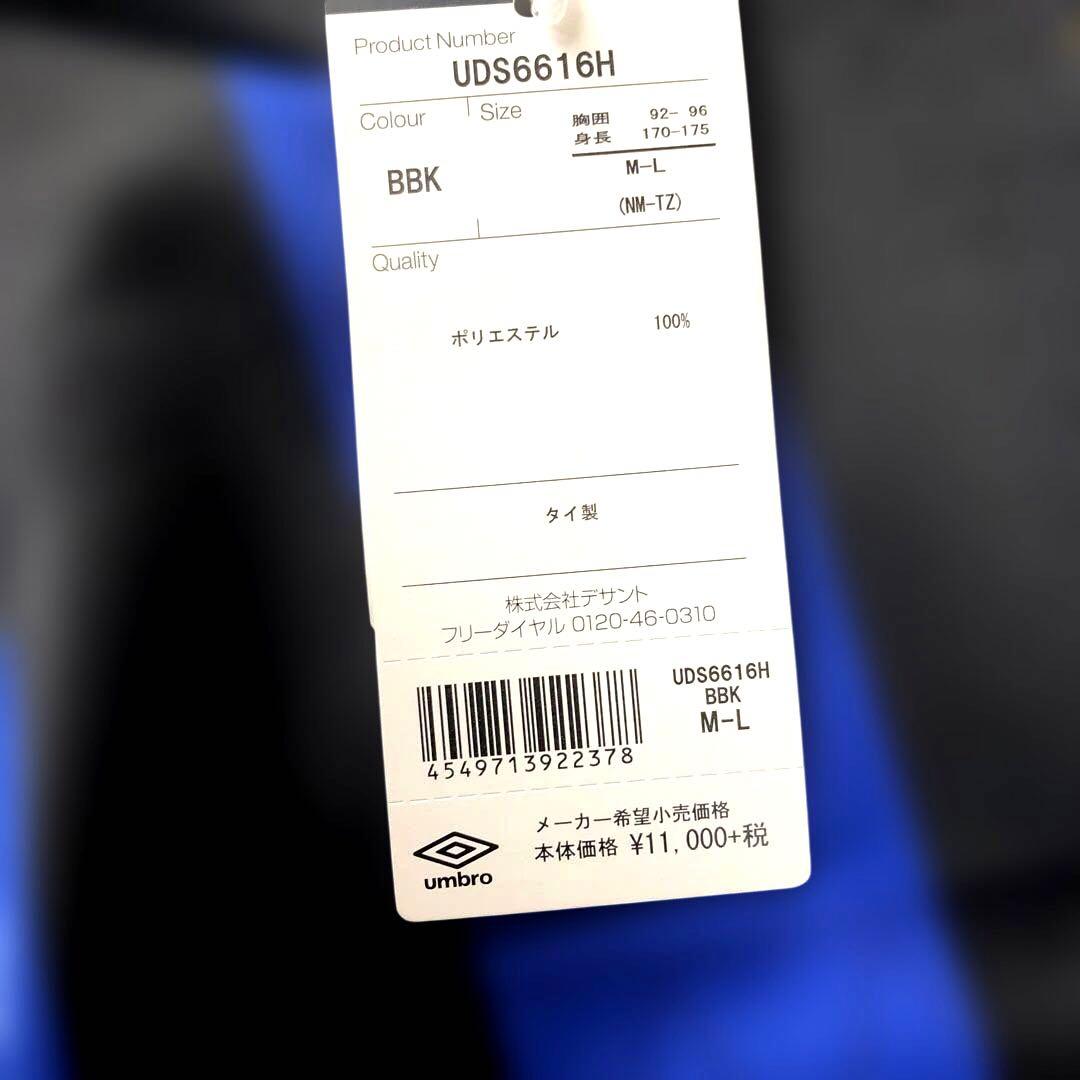 Product Number
UDS6616H
Colour
Size
胸囲 92- 96
身長 170-175
BBK
M-L
(NM-TZ)
Quality
ポリエステル 100%
タイ製
株式会社デサント
フリーダイヤル 0120-46-0310
UDS6616H
BBK
M-L
4549713922378
メーカー希望小売価格
本体価格 ¥11,000+税
umbro